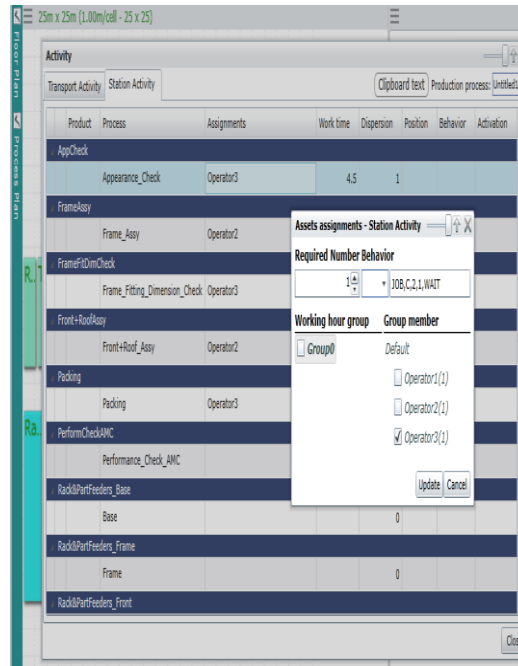 25m x 25m (1.00m/cell - 25 x 25)
Floor Plan
Process Plan
Activity
Transport Activity Station Activity Clipboard text Production process: Untitled1
Product Process Assignments Work time Dispersion Position Behavior Activation
AppCheck
Appearance_Check Operator3 4.5 1
FrameAssy
Frame_Assy Operator2
FrameFitDimCheck
Frame_Fitting_Dimension_Check Operator3
Front+RoofAssy
Front+Roof_Assy Operator2
Packing
Packing Operator3
PerformCheckAMC
Performance_Check_AMC
Rack&PartFeeders_Base
Base 0
Rack&PartFeeders_Frame
Frame 0
Rack&PartFeeders_Front
Clos
R.. T
Ra..
Assets assignments - Station Activity
Required Number Behavior
1 JOB,C,2,1,WAIT
Working hour group Group member
Group0 Default
Operator1(1)
Operator2(1)
Operator3(1)
Update Cancel